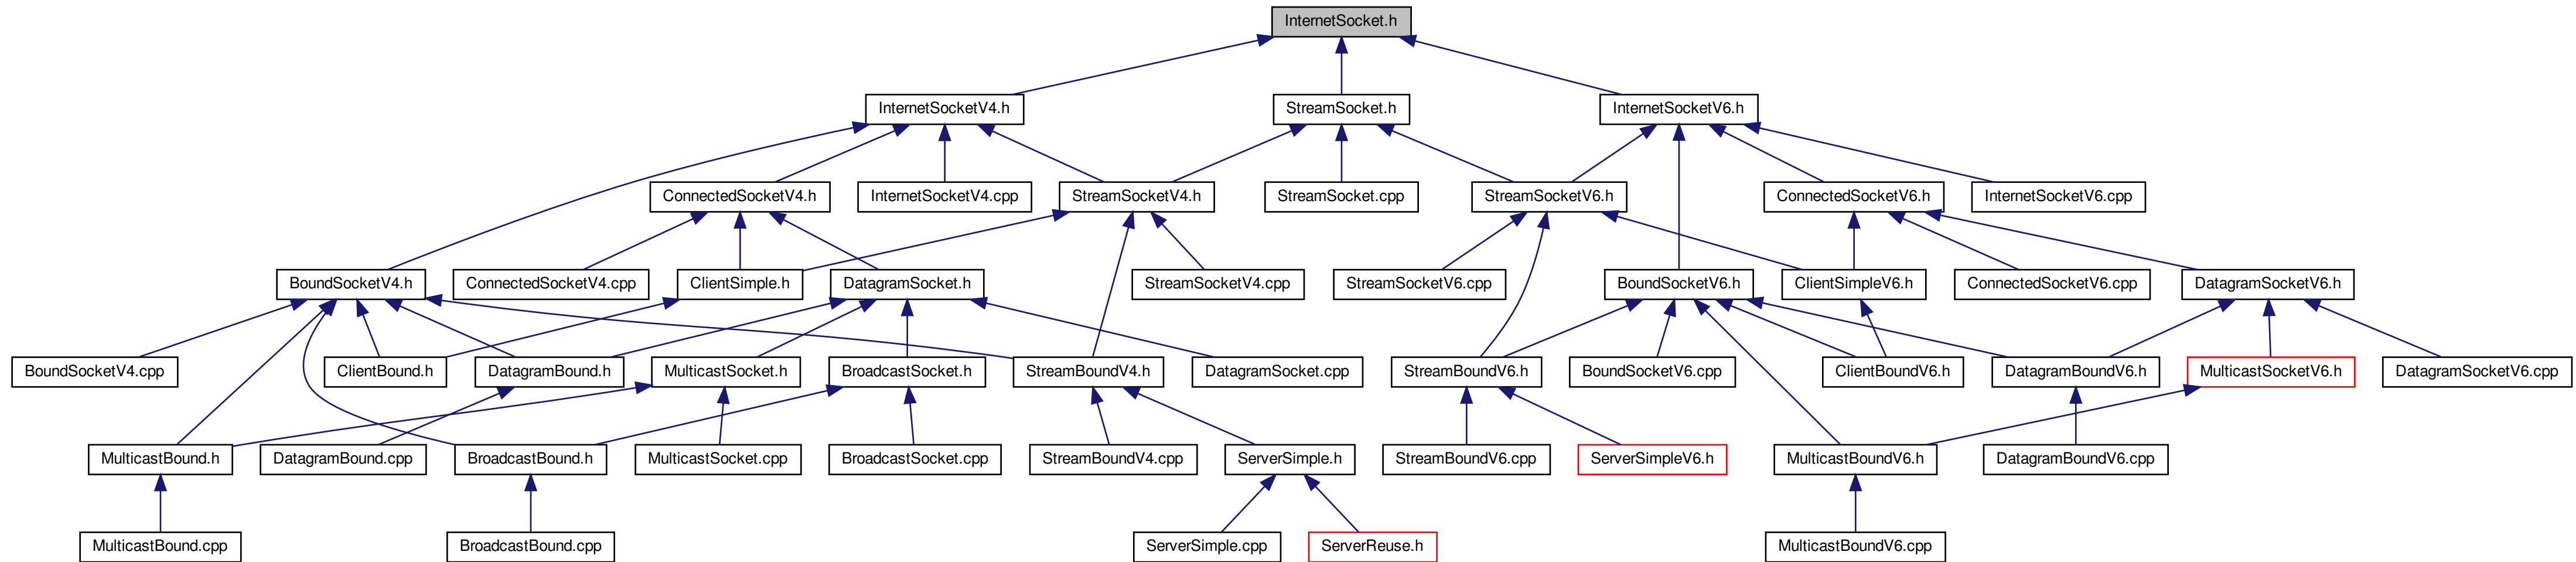 InternetSocket.h
InternetSocketV4.h
StreamSocket.h
InternetSocketV6.h
ConnectedSocketV4.h
InternetSocketV4.cpp
StreamSocketV4.h
StreamSocket.cpp
StreamSocketV6.h
ConnectedSocketV6.h
InternetSocketV6.cpp
BoundSocketV4.h
ConnectedSocketV4.cpp
ClientSimple.h
DatagramSocket.h
StreamSocketV4.cpp
StreamSocketV6.cpp
BoundSocketV6.h
ClientSimpleV6.h
ConnectedSocketV6.cpp
DatagramSocketV6.h
BoundSocketV4.cpp
ClientBound.h
DatagramBound.h
MulticastSocket.h
BroadcastSocket.h
StreamBoundV4.h
DatagramSocket.cpp
StreamBoundV6.h
BoundSocketV6.cpp
ClientBoundV6.h
DatagramBoundV6.h
MulticastSocketV6.h
DatagramSocketV6.cpp
MulticastBound.h
DatagramBound.cpp
BroadcastBound.h
MulticastSocket.cpp
BroadcastSocket.cpp
StreamBoundV4.cpp
ServerSimple.h
StreamBoundV6.cpp
ServerSimpleV6.h
MulticastBoundV6.h
DatagramBoundV6.cpp
MulticastBound.cpp
BroadcastBound.cpp
ServerSimple.cpp
ServerReuse.h
MulticastBoundV6.cpp